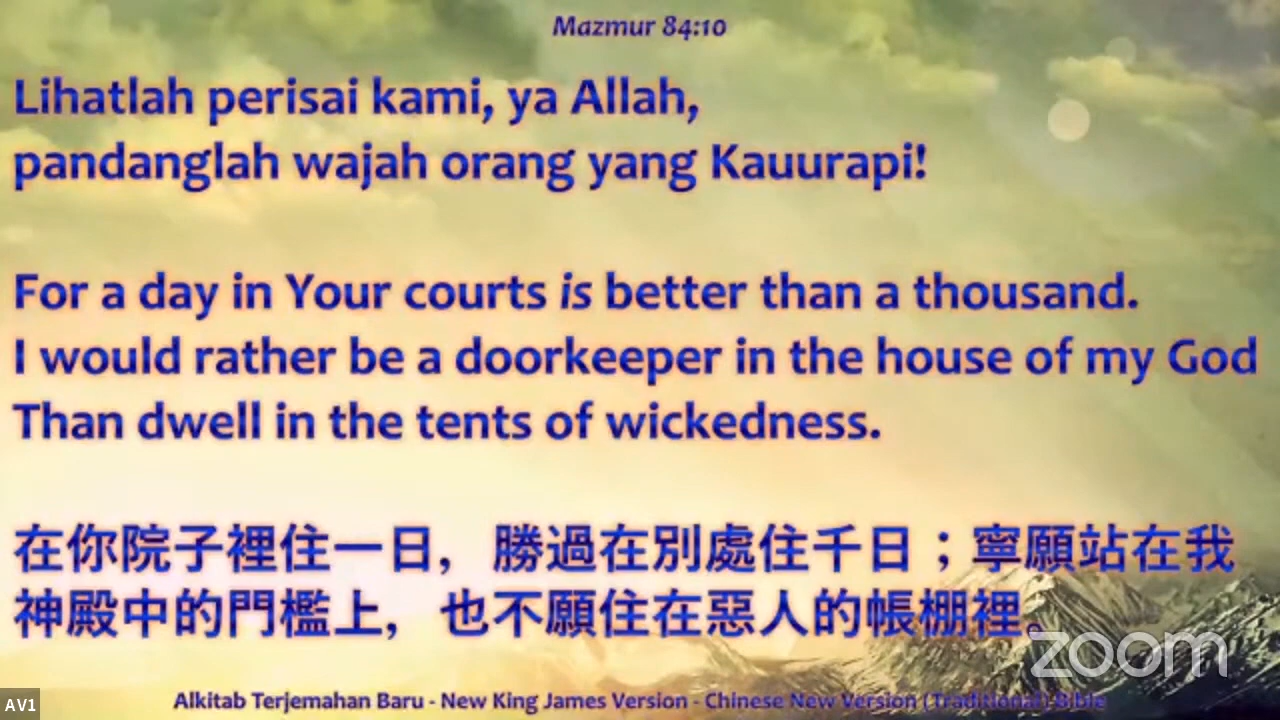 Mazmur 84:10
Lihatlah perisai kami, ya Allah,
pandanglah wajah orang yang Kauurapi!
For a day in Your courts is better than a thousand.
I would rather be a doorkeeper in the house of my God
Than dwell in the tents of wickedness.
在你院子裡住一日，勝過在別處住千日；寧願站在我
神殿中的門檻上，也不願住在惡人的帳棚裡。
zoom
Alkitab Terjemahan Baru - New King James Version - Chinese New Version (Traditional) Bible
AV1